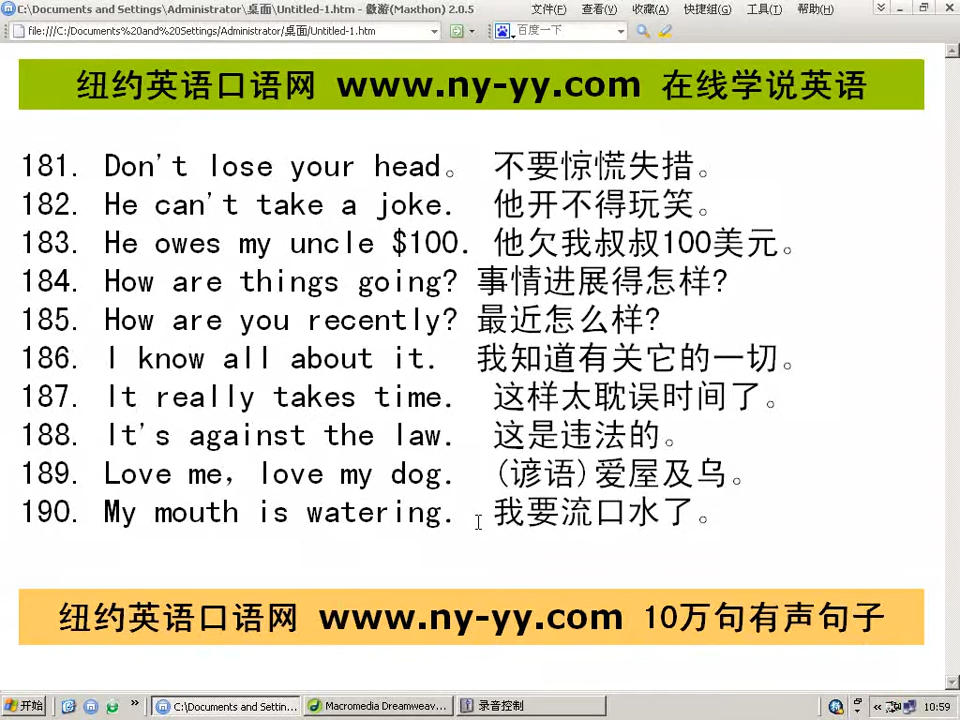 C:\Documents and Settings\Administrator\桌面\Untitled-1.htm - 傲游(Maxthon) 2.0.5 文件(F) 查看(V) 收藏(A) 快捷组(G) 工具(T) 帮助(H)
file:///C:/Documents%20and%20Settings/Administrator/桌面/Untitled-1.htm 百度一下
纽约英语口语网 www.ny-yy.com 在线学说英语
181. Don't lose your head。 不要惊慌失措。
182. He can't take a joke. 他开不得玩笑。
183. He owes my uncle $100. 他欠我叔叔100美元。
184. How are things going? 事情进展得怎样?
185. How are you recently? 最近怎么样?
186. I know all about it. 我知道有关它的一切。
187. It really takes time. 这样太耽误时间了。
188. It's against the law. 这是违法的。
189. Love me，love my dog. (谚语)爱屋及乌。
190. My mouth is watering. 我要流口水了。
纽约英语口语网 www.ny-yy.com 10万句有声句子
开始 C:\Documents and Settin... Macromedia Dreamweav... 录音控制 10:59